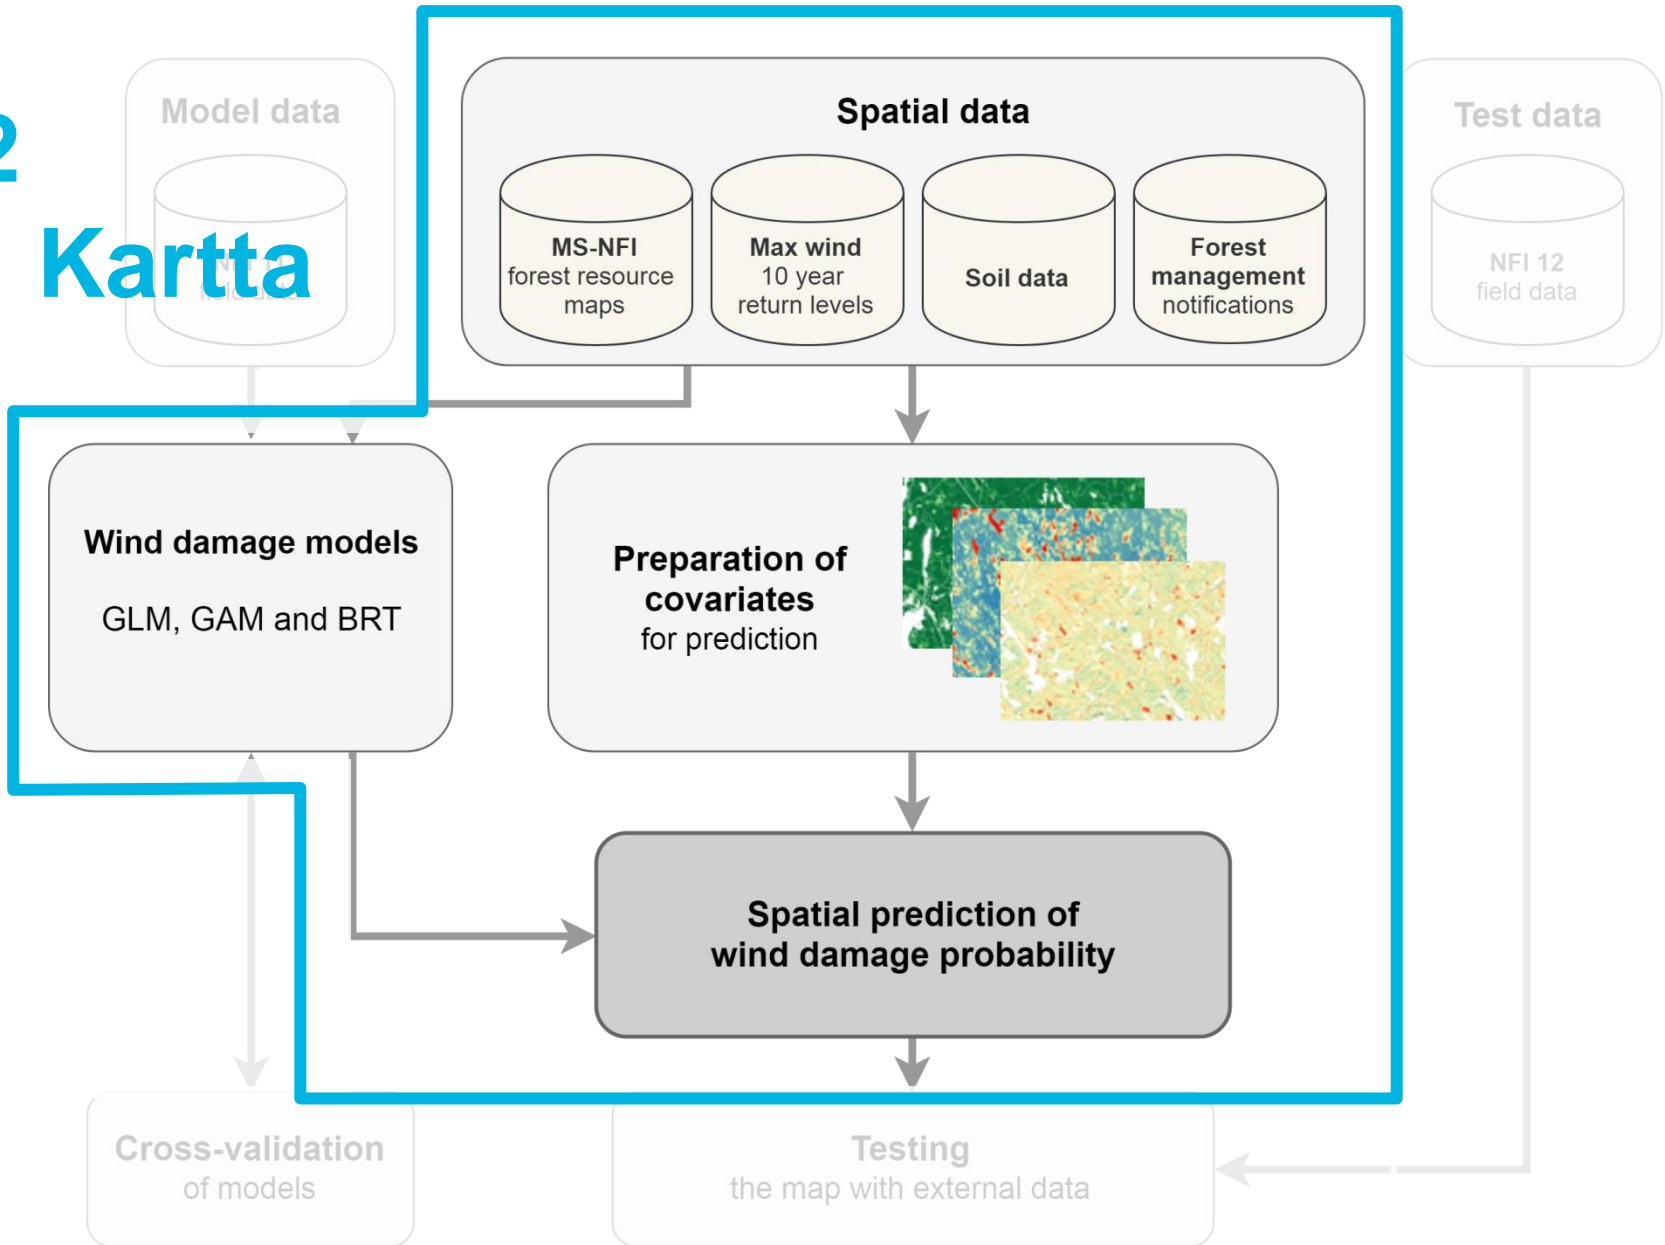 2
Kartta
Model data
field data
Spatial data
MS-NFI
forest resource
maps
Max wind
10 year
return levels
Soil data
Forest
management
notifications
Test data
NFI 12
field data
Wind damage models
GLM, GAM and BRT
Preparation of
covariates
for prediction
Spatial prediction of
wind damage probability
Cross-validation
of models
Testing
the map with external data